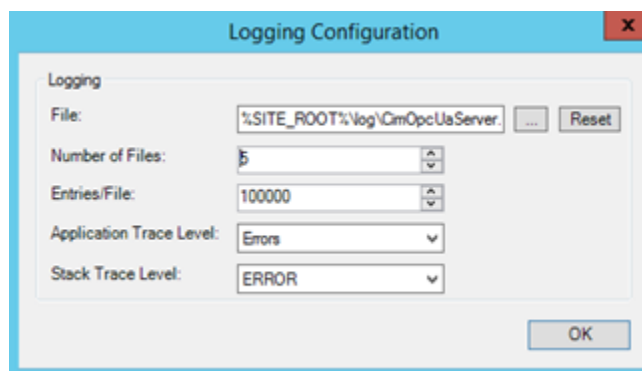 Logging Configuration
x
Logging
File: %SITE_ROOT%\log\CimOpcUaServer. ... Reset
Number of Files: 5
Entries/File: 100000
Application Trace Level: Errors
Stack Trace Level: ERROR
OK